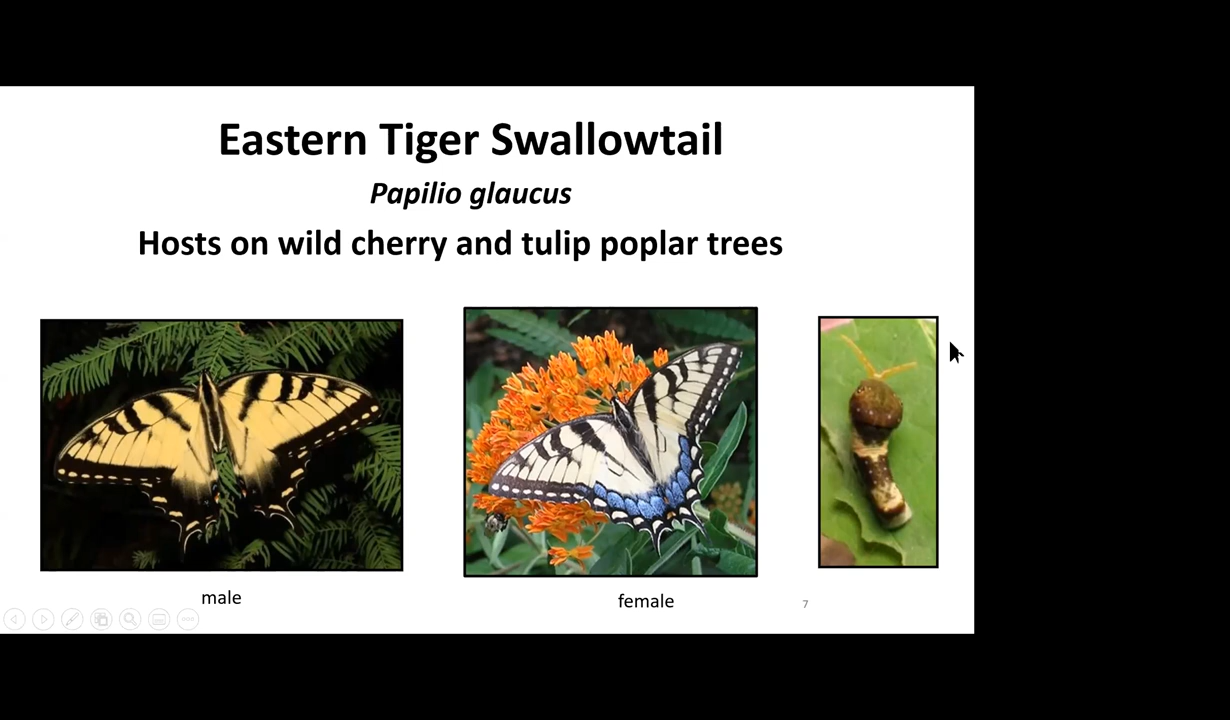 Eastern Tiger Swallowtail
Papilio glaucus
Hosts on wild cherry and tulip poplar trees
male
female
7